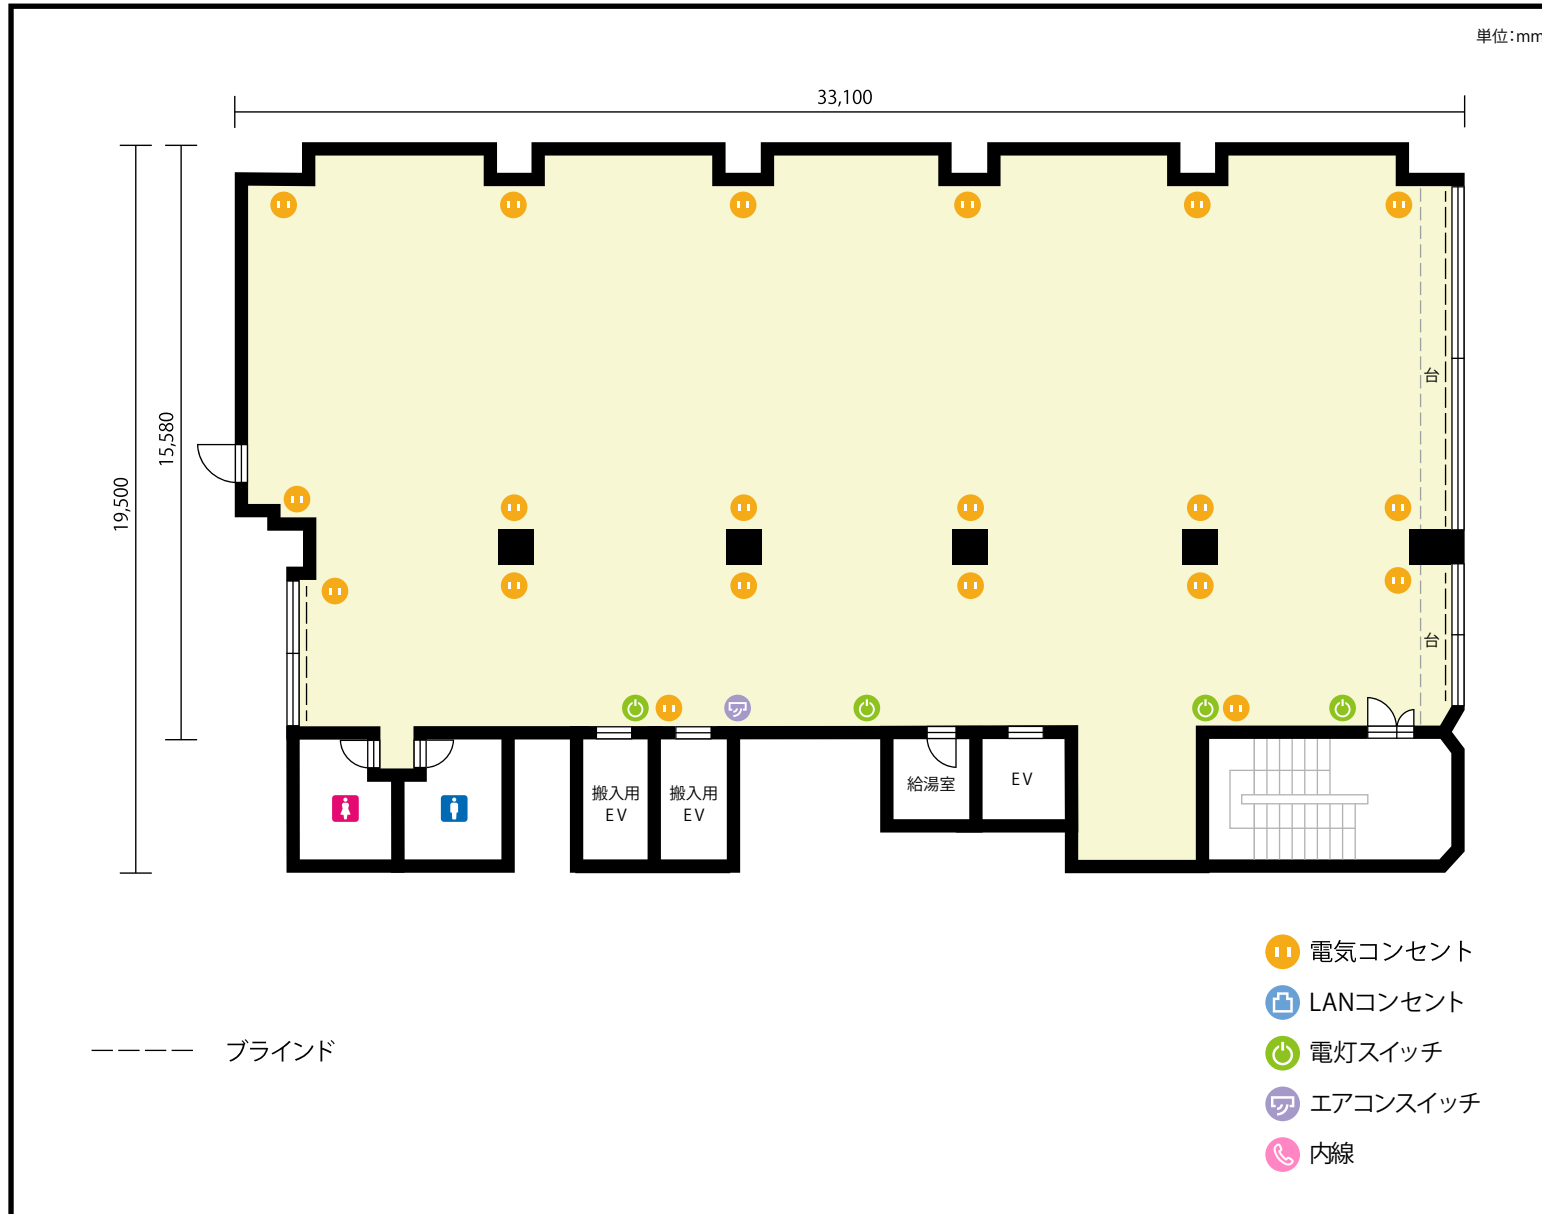 単位：mm
33,100
15,580
19,500
台
台
搬入用
EV
搬入用
EV
給湯室
EV
電気コンセント
LANコンセント
電灯スイッチ
エアコンスイッチ
内線
ブラインド